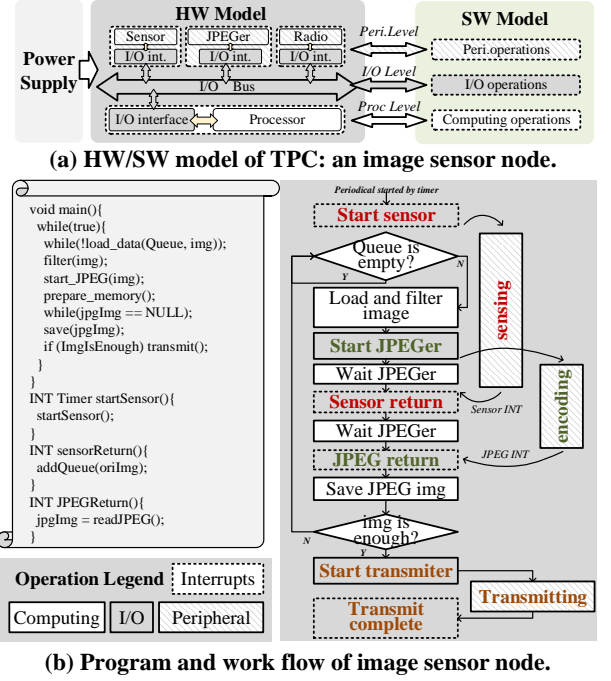 HW Model
SW Model
Power
Supply
Sensor
JPEGer
Radio
I/O int.
I/O int.
I/O int.
I/O Bus
I/O interface
Processor
Peri.Level
I/O Level
Proc Level
Peri.operations
I/O operations
Computing operations
(a) HW/SW model of TPC: an image sensor node.
void main(){
while(true){
while(!load_data(Queue, img));
filter(img);
start_JPEG(img);
prepare_memory();
while(jpgImg == NULL);
save(jpgImg);
if (ImgIsEnough) transmit();
}
}
INT Timer startSensor(){
startSensor();
}
INT sensorReturn(){
addQueue(oriImg);
}
INT JPEGReturn(){
jpgImg = readJPEG();
}
Operation Legend
Interrupts
Computing
I/O
Peripheral
Periodical started by timer
Start sensor
Queue is
empty?
Y
N
Load and filter
image
Start JPEGer
Wait JPEGer
Sensor return
Wait JPEGer
JPEG return
Save JPEG img
img is
enough?
N
Y
Start transmiter
Transmit
complete
sensing
Sensor INT
encoding
JPEG INT
Transmitting
(b) Program and work flow of image sensor node.